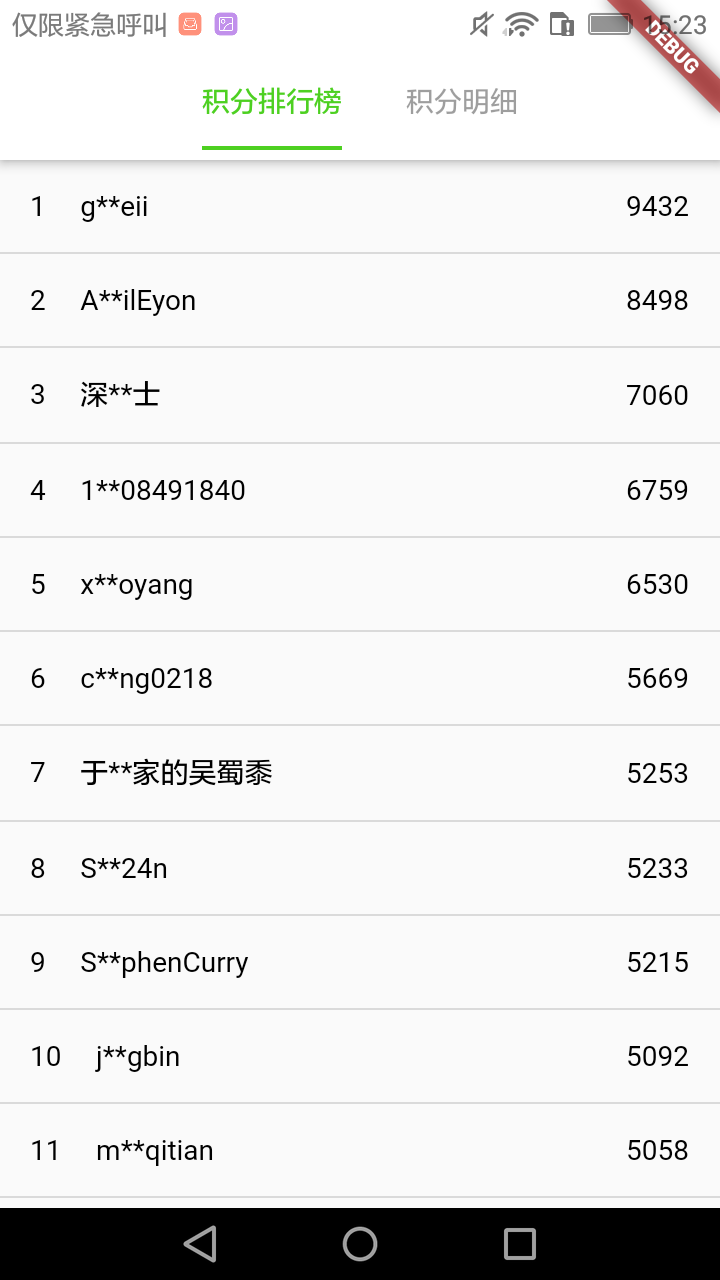 仅限紧急呼叫 15:23
DEBUG
积分排行榜 积分明细
1 g**eii 9432
2 A**ilEyon 8498
3 深**士 7060
4 1**08491840 6759
5 x**oyang 6530
6 c**ng0218 5669
7 于**家的吴蜀黍 5253
8 S**24n 5233
9 S**phenCurry 5215
10 j**gbin 5092
11 m**qitian 5058